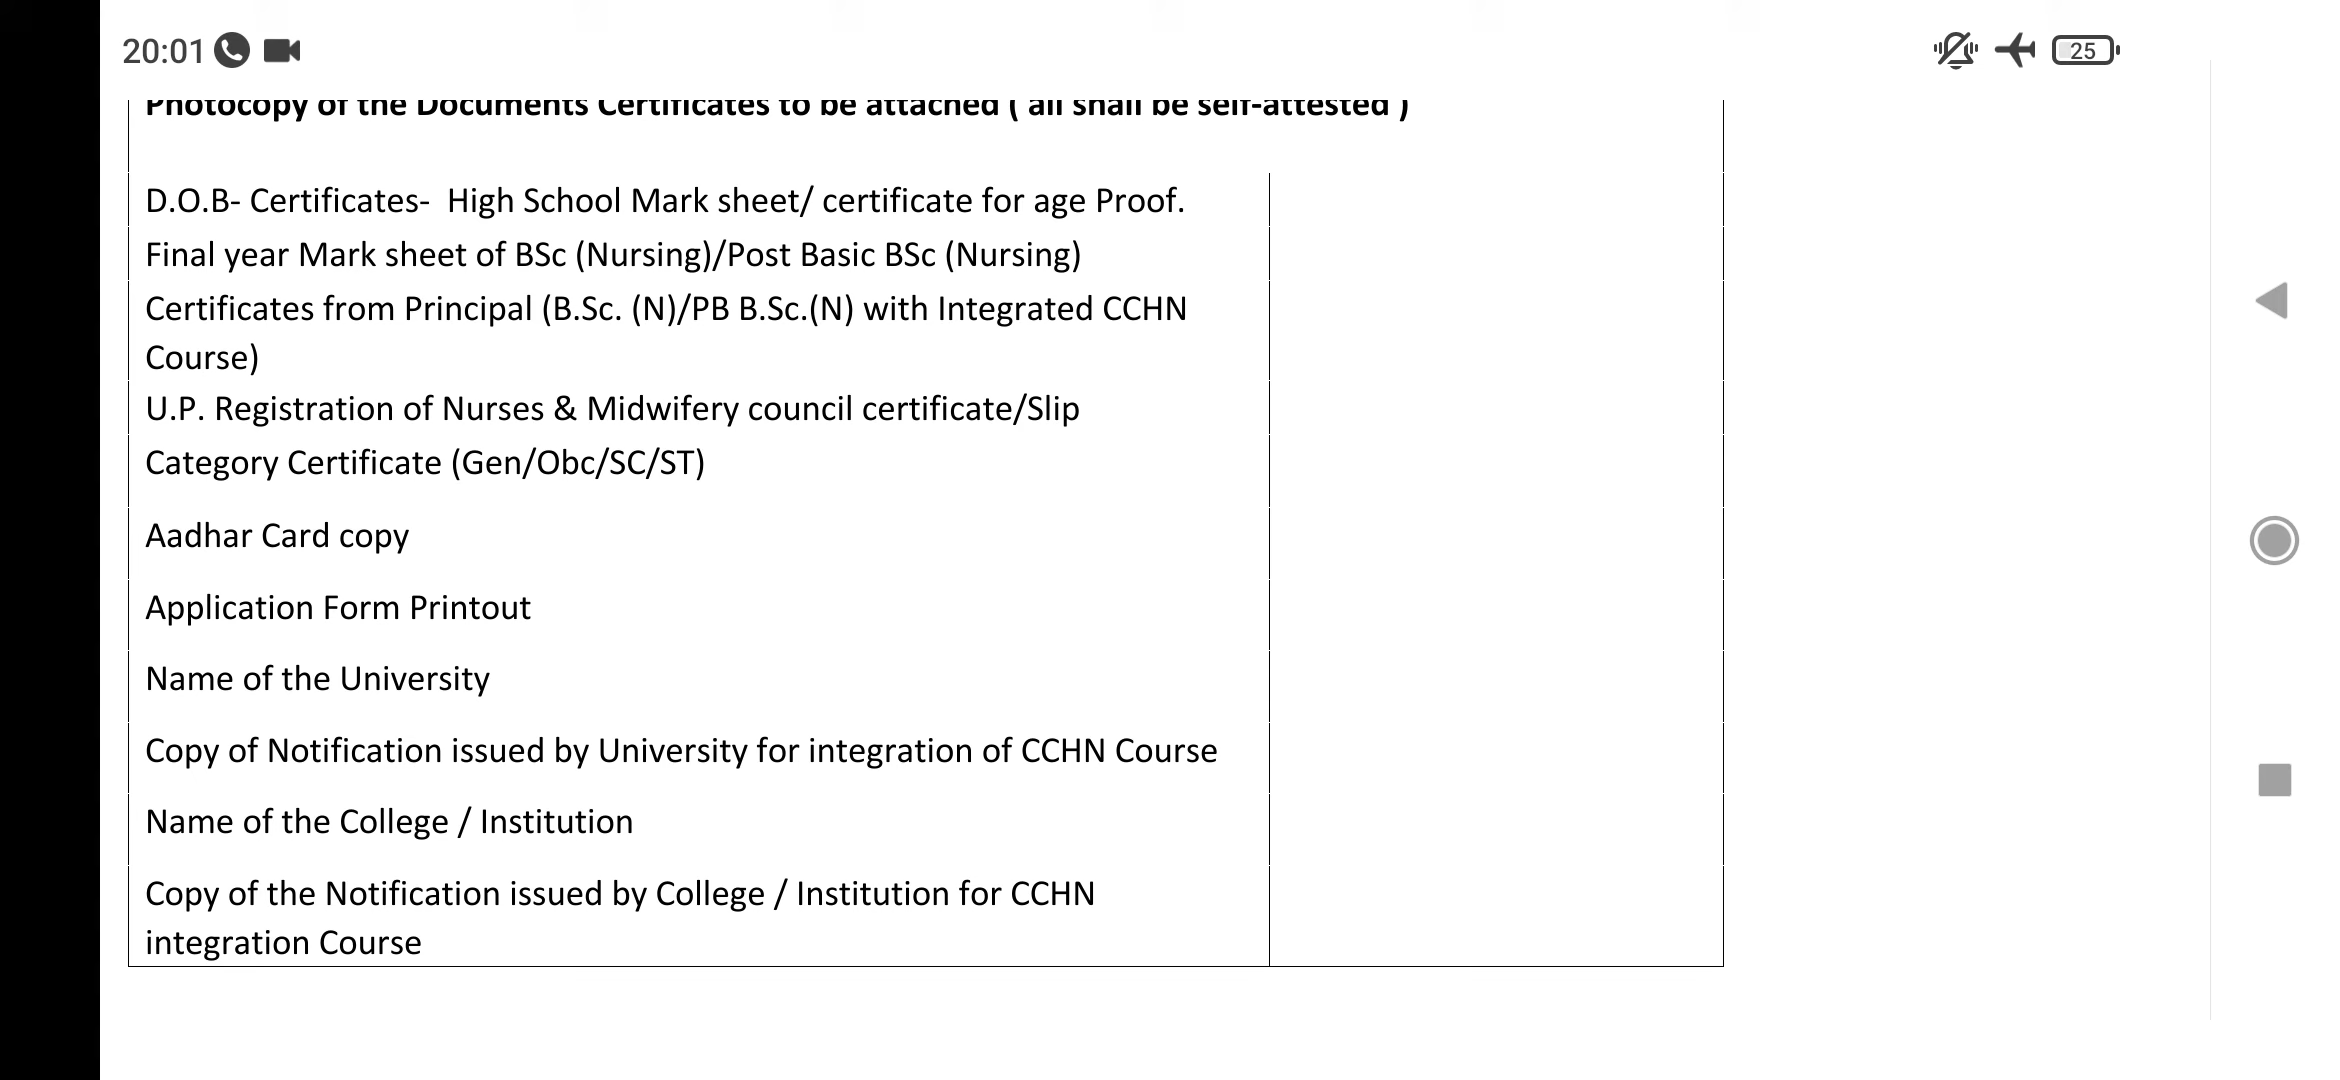 20:01
25
Photocopy of the Documents Certificates to be attached ( all shall be self-attested )
D.O.B- Certificates-  High School Mark sheet/ certificate for age Proof.
Final year Mark sheet of BSc (Nursing)/Post Basic BSc (Nursing)
Certificates from Principal (B.Sc. (N)/PB B.Sc.(N) with Integrated CCHN
Course)
U.P. Registration of Nurses & Midwifery council certificate/Slip
Category Certificate (Gen/Obc/SC/ST)
Aadhar Card copy
Application Form Printout
Name of the University
Copy of Notification issued by University for integration of CCHN Course
Name of the College / Institution
Copy of the Notification issued by College / Institution for CCHN
integration Course